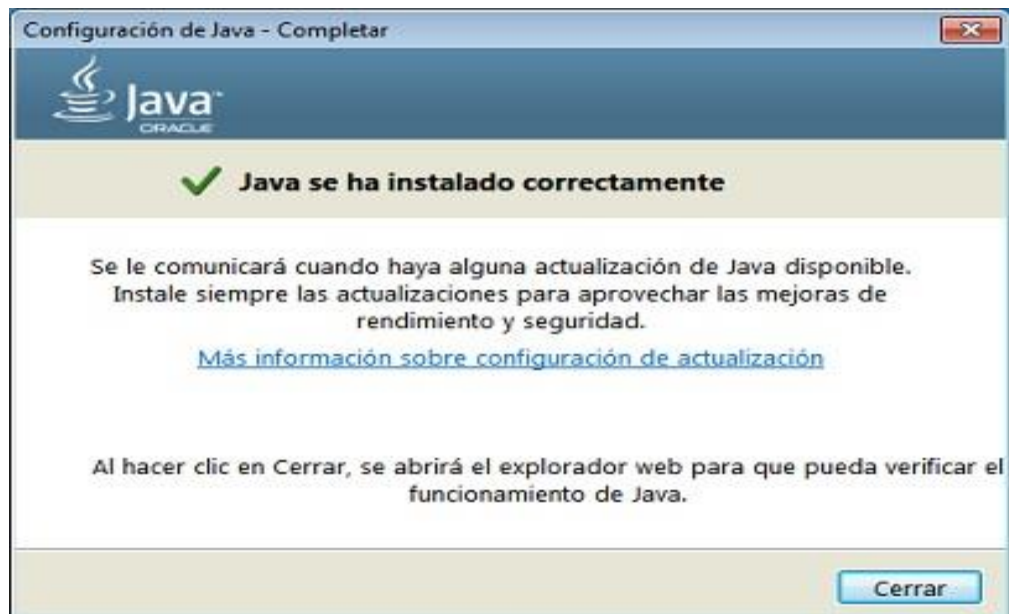 Configuración de Java - Completar
Java™
ORACLE
Java se ha instalado correctamente
Se le comunicará cuando haya alguna actualización de Java disponible.
Instale siempre las actualizaciones para aprovechar las mejoras de
rendimiento y seguridad.
Más información sobre configuración de actualización
Al hacer clic en Cerrar, se abrirá el explorador web para que pueda verificar el
funcionamiento de Java.
Cerrar